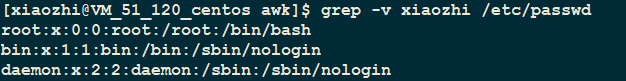 [xiaozhi@VM_51_120_centos awk]$ grep -v xiaozhi /etc/passwd
root:x:0:0:root:/root:/bin/bash
bin:x:1:1:bin:/bin:/sbin/nologin
daemon:x:2:2:daemon:/sbin:/sbin/nologin